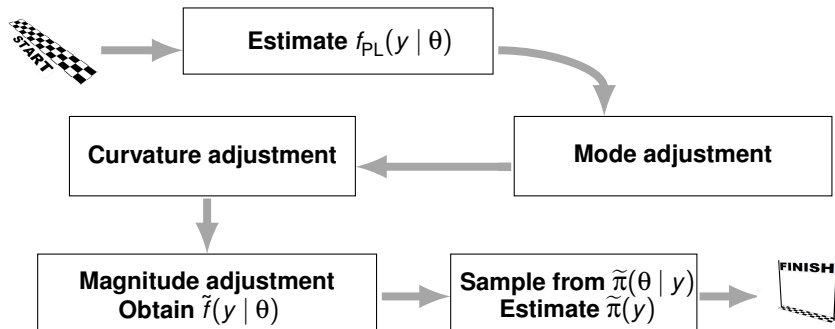 START
Estimate f_PL(y | θ)
Mode adjustment
Curvature adjustment
Magnitude adjustment
Obtain f̃(y | θ)
Sample from π̃(θ | y)
Estimate π̃(y)
FINISH